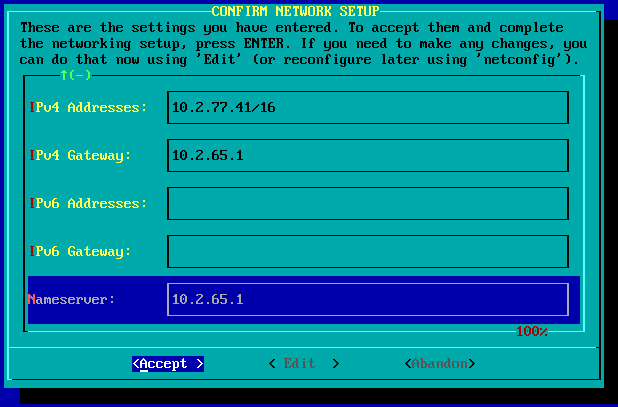 CONFIRM NETWORK SETUP
These are the settings you have entered. To accept them and complete
the networking setup, press ENTER. If you need to make any changes, you
can do that now using 'Edit' (or reconfigure later using 'netconfig').
↑(-)
IPv4 Addresses: 10.2.77.41/16
IPv4 Gateway: 10.2.65.1
IPv6 Addresses:
IPv6 Gateway:
Nameserver: 10.2.65.1
100%
<Accept > < Edit > <Abandon>